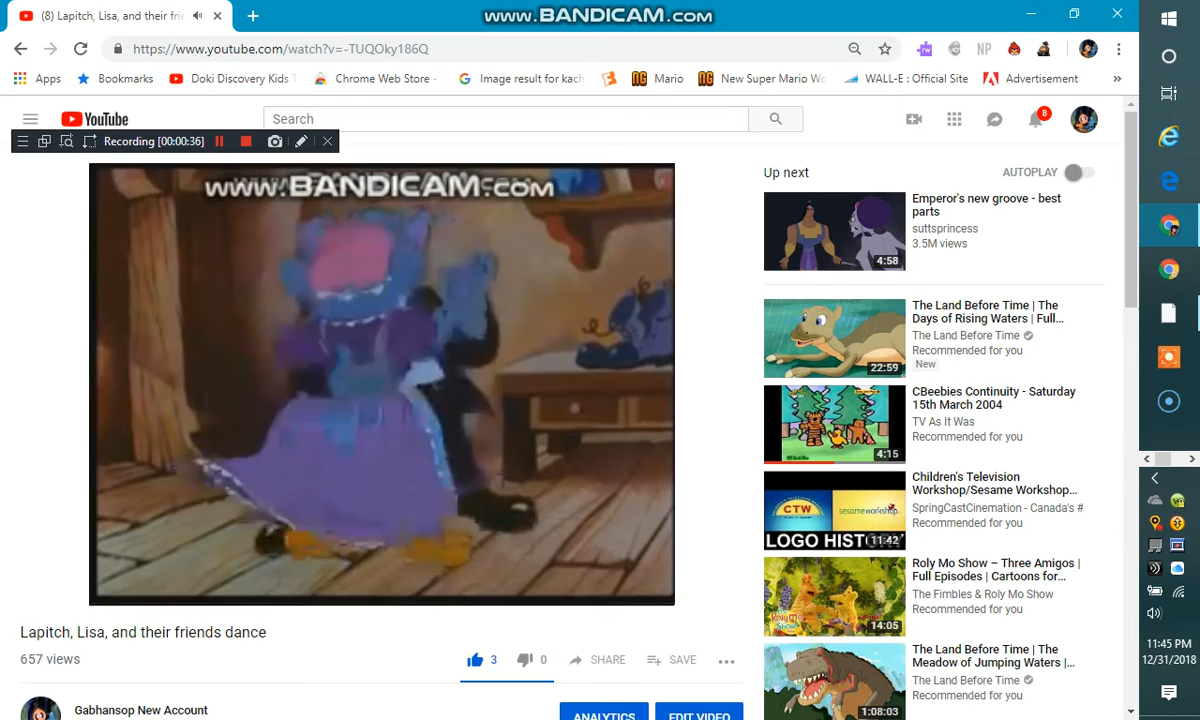 (8) Lapitch, Lisa, and their frie
www.BANDICAM.com
https://www.youtube.com/watch?v=-TUQOky186Q
Apps
Bookmarks
Doki Discovery Kids T
Chrome Web Store -
Image result for kach
Mario
New Super Mario Wo
WALL-E : Official Site
Advertisement
»
YouTube
Search
8
Recording [00:00:36]
www.BANDICAM.com
Up next
AUTOPLAY
Emperor's new groove - best
parts
suttsprincess
3.5M views
4:58
The Land Before Time | The
Days of Rising Waters | Full...
The Land Before Time
Recommended for you
New
22:59
CBeebies Continuity - Saturday
15th March 2004
TV As It Was
Recommended for you
4:15
Children's Television
Workshop/Sesame Workshop...
SpringCastCinemation - Canada's #
Recommended for you
CTW
sesameworkshop
LOGO HISTORY
11:42
Roly Mo Show – Three Amigos |
Full Episodes | Cartoons for...
The Fimbles & Roly Mo Show
Recommended for you
14:05
The Land Before Time | The
Meadow of Jumping Waters |...
The Land Before Time
Recommended for you
1:08:03
Lapitch, Lisa, and their friends dance
657 views
3
0
SHARE
SAVE
Gabhansop New Account
ANALYTICS
EDIT VIDEO
NP
11:45 PM
12/31/2018